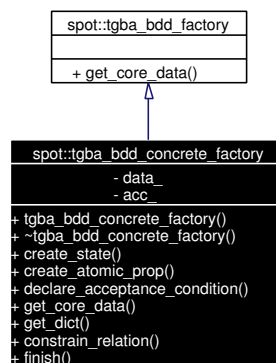 spot::tgba_bdd_factory
+ get_core_data()
spot::tgba_bdd_concrete_factory
- data_
- acc_
+ tgba_bdd_concrete_factory()
+ ~tgba_bdd_concrete_factory()
+ create_state()
+ create_atomic_prop()
+ declare_acceptance_condition()
+ get_core_data()
+ get_dict()
+ constrain_relation()
+ finish()